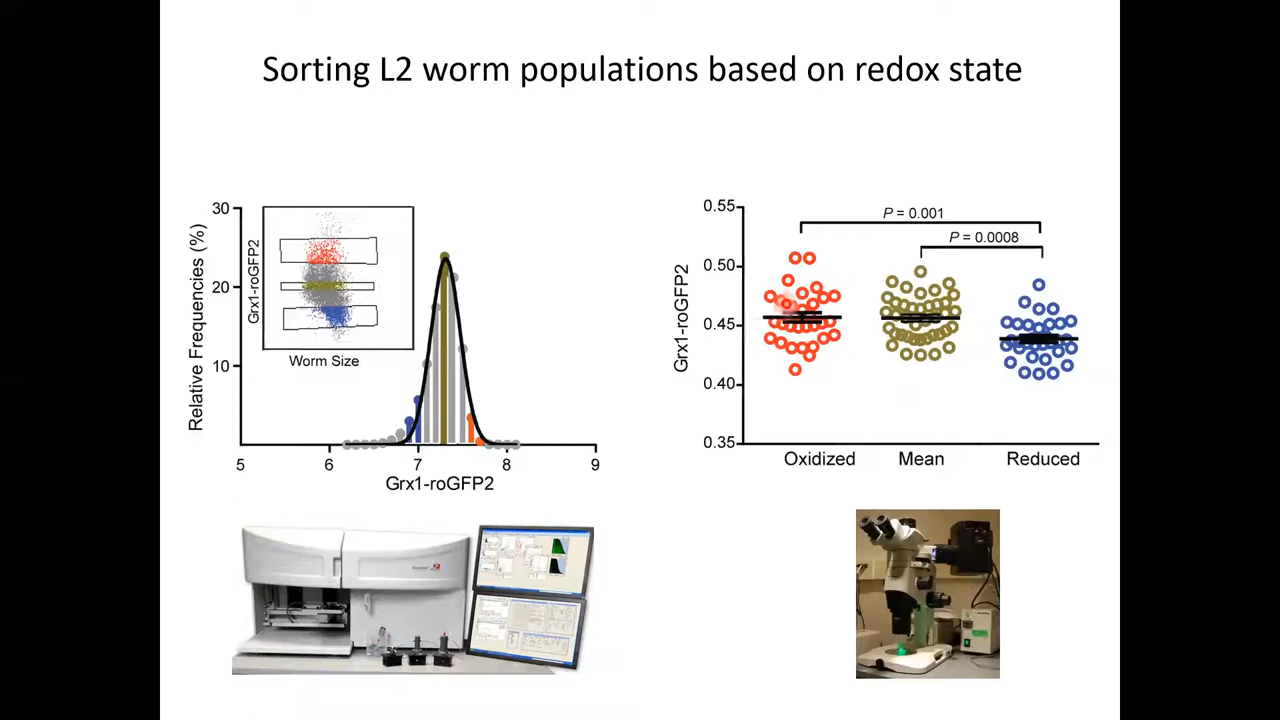 Sorting L2 worm populations based on redox state
Relative Frequencies (%)
30
20
10
Grx1-roGFP2
Worm Size
5
6
7
8
9
Grx1-roGFP2
Grx1-roGFP2
0.55
0.50
0.45
0.40
0.35
P = 0.001
P = 0.0008
Oxidized
Mean
Reduced